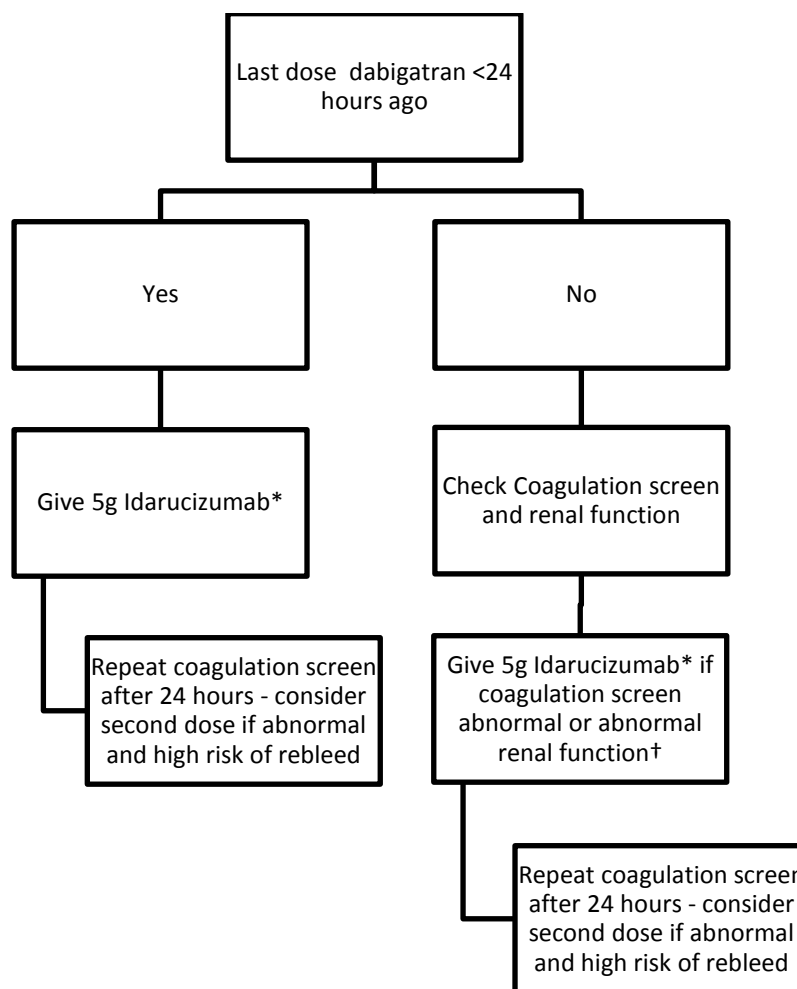 Last dose  dabigatran <24
hours ago
Yes
No
Give 5g Idarucizumab*
Check Coagulation screen
and renal function
Repeat coagulation screen
after 24 hours - consider
second dose if abnormal
and high risk of rebleed
Give 5g Idarucizumab* if
coagulation screen
abnormal or abnormal
renal function†
Repeat coagulation screen
after 24 hours - consider
second dose if abnormal
and high risk of rebleed